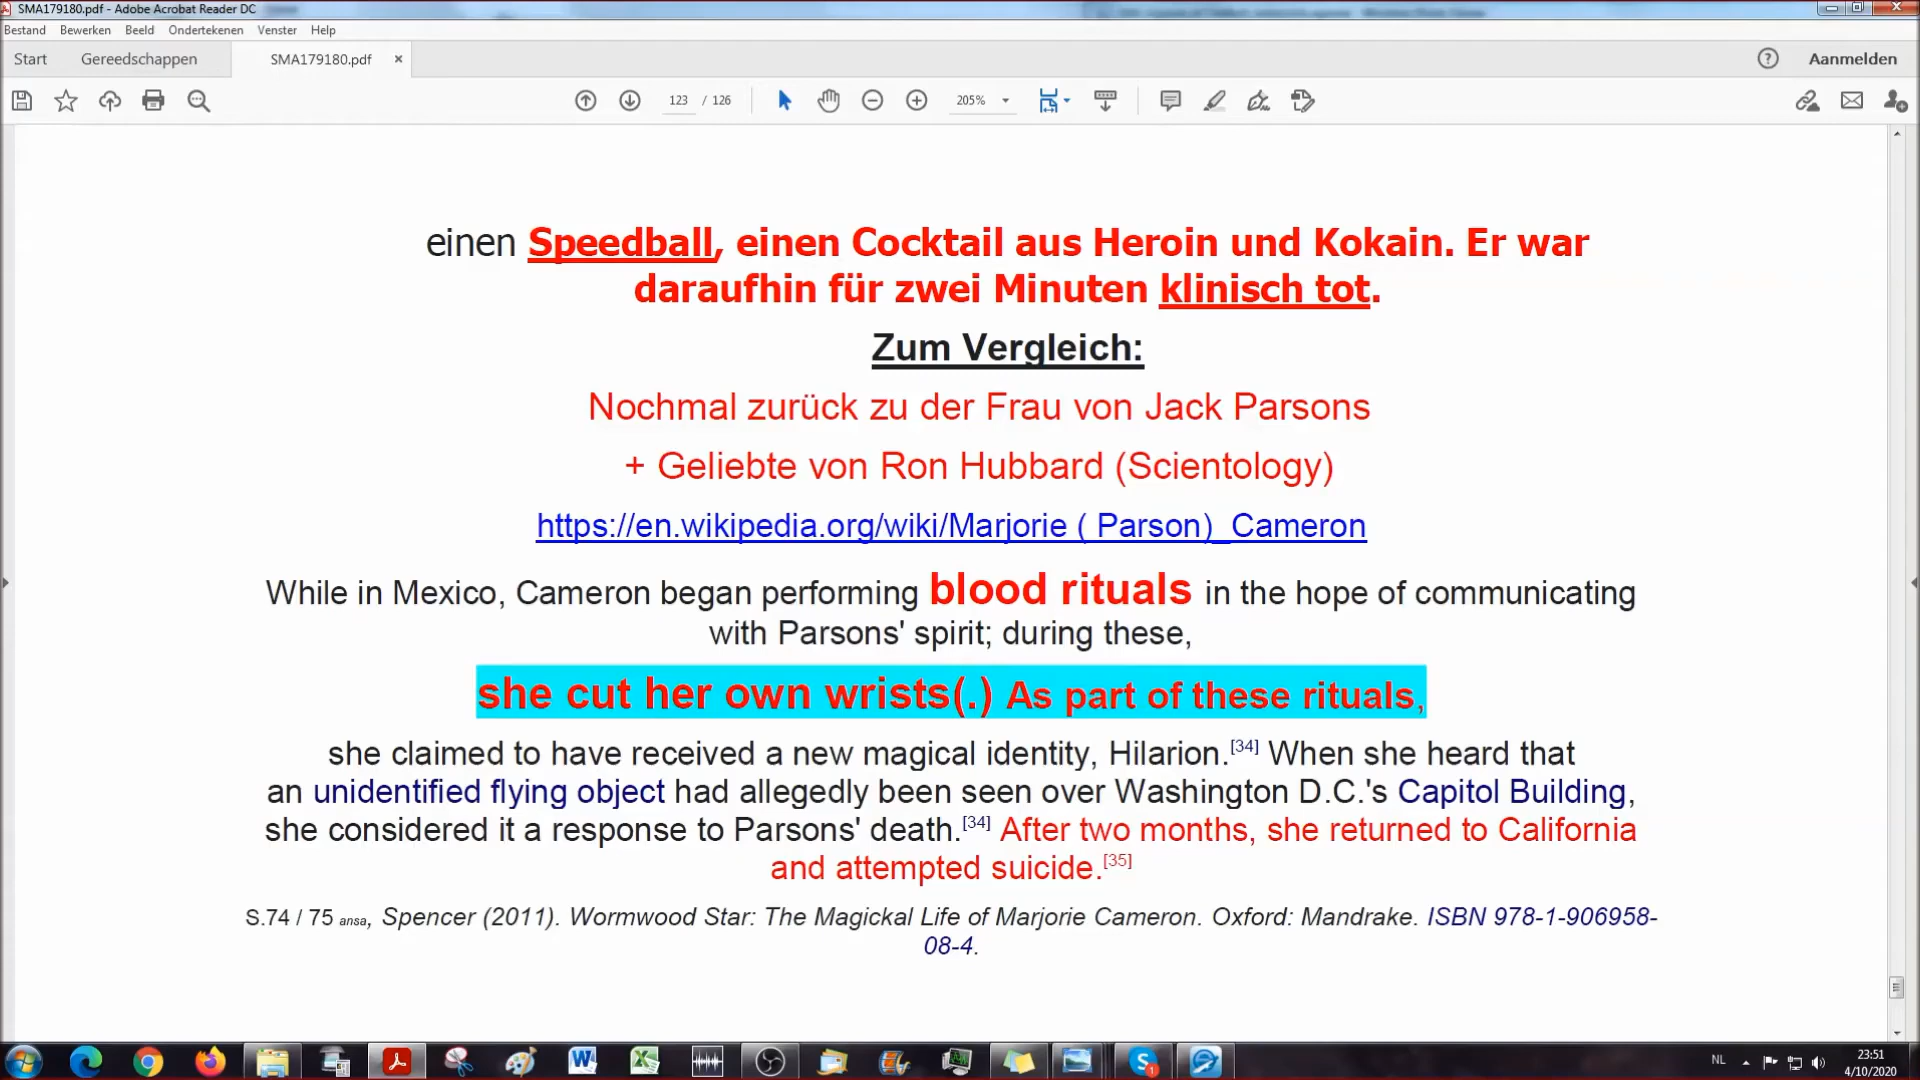 SMA179180.pdf - Adobe Acrobat Reader DC
Bestand Bewerken Beeld Ondertekenen Venster Help
Start Gereedschappen SMA179180.pdf × Aanmelden
123 / 126 205%
einen Speedball, einen Cocktail aus Heroin und Kokain. Er war
daraufhin für zwei Minuten klinisch tot.
Zum Vergleich:
Nochmal zurück zu der Frau von Jack Parsons
+ Geliebte von Ron Hubbard (Scientology)
https://en.wikipedia.org/wiki/Marjorie ( Parson)_Cameron
While in Mexico, Cameron began performing blood rituals in the hope of communicating
with Parsons' spirit; during these,
she cut her own wrists(.) As part of these rituals,
she claimed to have received a new magical identity, Hilarion.[34] When she heard that
an unidentified flying object had allegedly been seen over Washington D.C.'s Capitol Building,
she considered it a response to Parsons' death.[34] After two months, she returned to California
and attempted suicide.[35]
S.74 / 75 ansa, Spencer (2011). Wormwood Star: The Magickal Life of Marjorie Cameron. Oxford: Mandrake. ISBN 978-1-906958-
08-4.
NL 23:51
4/10/2020